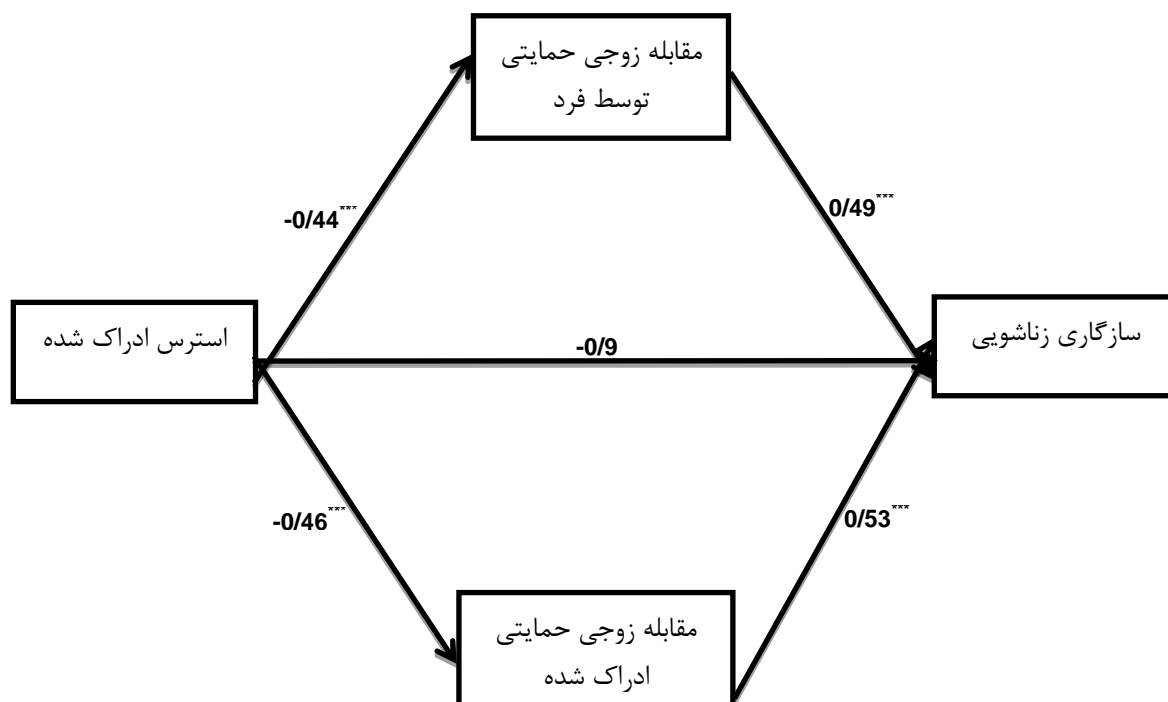 مقابله زوجی حمایتی
توسط فرد
-0/44***
0/49***
استرس ادراک شده
-0/9
سازگاری زناشویی
-0/46***
0/53***
مقابله زوجی حمایتی
ادراک شده